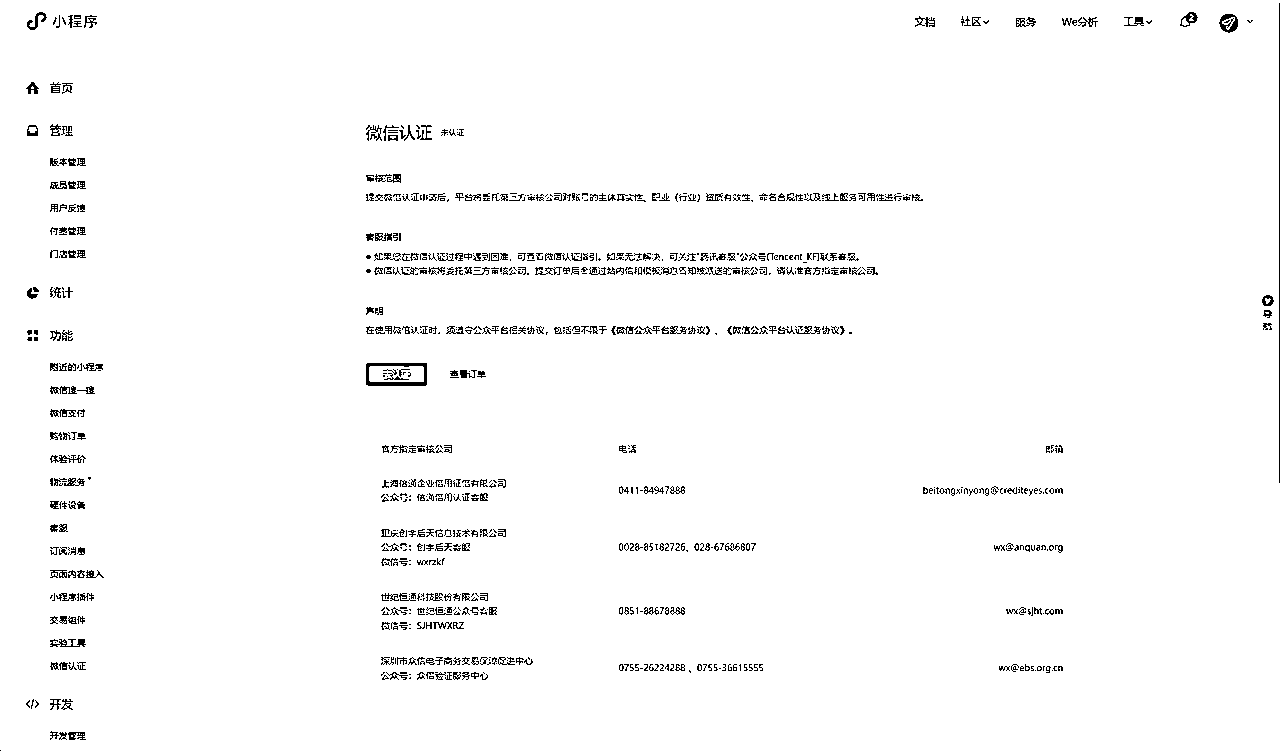 小程序
文档 社区 服务 We分析 工具 2
首页
管理
版本管理
成员管理
用户反馈
付费管理
门店管理
统计
功能
附近的小程序
微信搜一搜
微信支付
购物订单
体验评价
物流服务
硬件设备
客服
订阅消息
页面内容接入
小程序插件
交易组件
实验工具
微信认证
开发
开发管理
微信认证 未认证
审核范围
提交微信认证申请后，平台将委托第三方审核公司对账号的主体真实性、职业（行业）资质有效性、命名合规性以及线上服务可用性进行审核。
客服指引
● 如果您在微信认证过程中遇到困难，可查看微信认证指引。如果无法解决，可关注“腾讯客服”公众号(Tencent_KF)联系客服。
● 微信认证的审核将委托第三方审核公司。提交订单后会通过站内信和模板消息告知被派送的审核公司，请认准官方指定审核公司。
声明
在使用微信认证时，须遵守公众平台相关协议，包括但不限于《微信公众平台服务协议》、《微信公众平台认证服务协议》。
查看订单
官方指定审核公司 电话 邮箱
上海倍通企业信用征信有限公司
公众号：倍通信用认证客服
0411-84947888 beitongxinyong@crediteyes.com
重庆创宇后天信息技术有限公司
公众号：创宇后天客服
微信号：wxrzkf
0028-85182726、028-67686807 wx@anquan.org
世纪恒通科技股份有限公司
公众号：世纪恒通公众号客服
微信号：SJHTWXRZ
0851-88678888 wx@sjht.com
深圳市众信电子商务交易保障促进中心
公众号：众信验证服务中心
0755-26224288 、0755-36615555 wx@ebs.org.cn
导
航